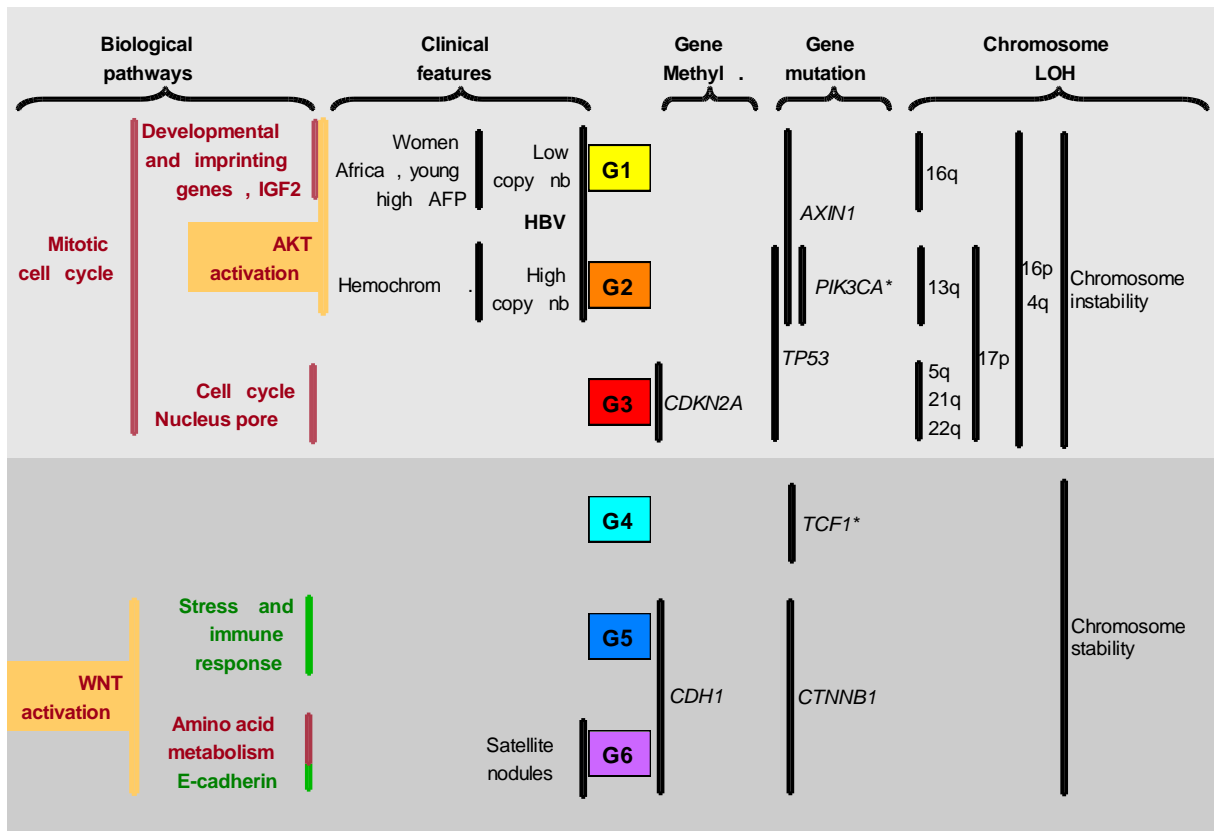 Biological pathways
Clinical features
Gene Methyl .
Gene mutation
Chromosome LOH
Developmental and imprinting genes , IGF2
Mitotic cell cycle
AKT activation
Women Africa , young high AFP
Low copy nb
HBV
Hemochrom .
High copy nb
G1
G2
AXIN1
PIK3CA*
TP53
16q
13q
17p
16p
4q
Chromosome instability
Cell cycle Nucleus pore
G3
CDKN2A
5q
21q
22q
G4
TCF1*
WNT activation
Stress and immune response
G5
CDH1
CTNNB1
Chromosome stability
Amino acid metabolism
E-cadherin
Satellite nodules
G6